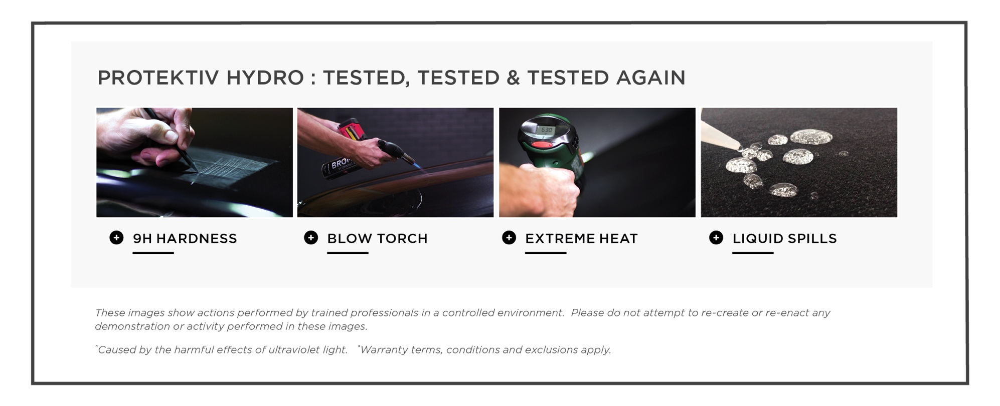 PROTEKTIV HYDRO : TESTED, TESTED & TESTED AGAIN
630
9H HARDNESS
BLOW TORCH
EXTREME HEAT
LIQUID SPILLS
These images show actions performed by trained professionals in a controlled environment.  Please do not attempt to re-create or re-enact any
demonstration or activity performed in these images.
^Caused by the harmful effects of ultraviolet light.   *Warranty terms, conditions and exclusions apply.